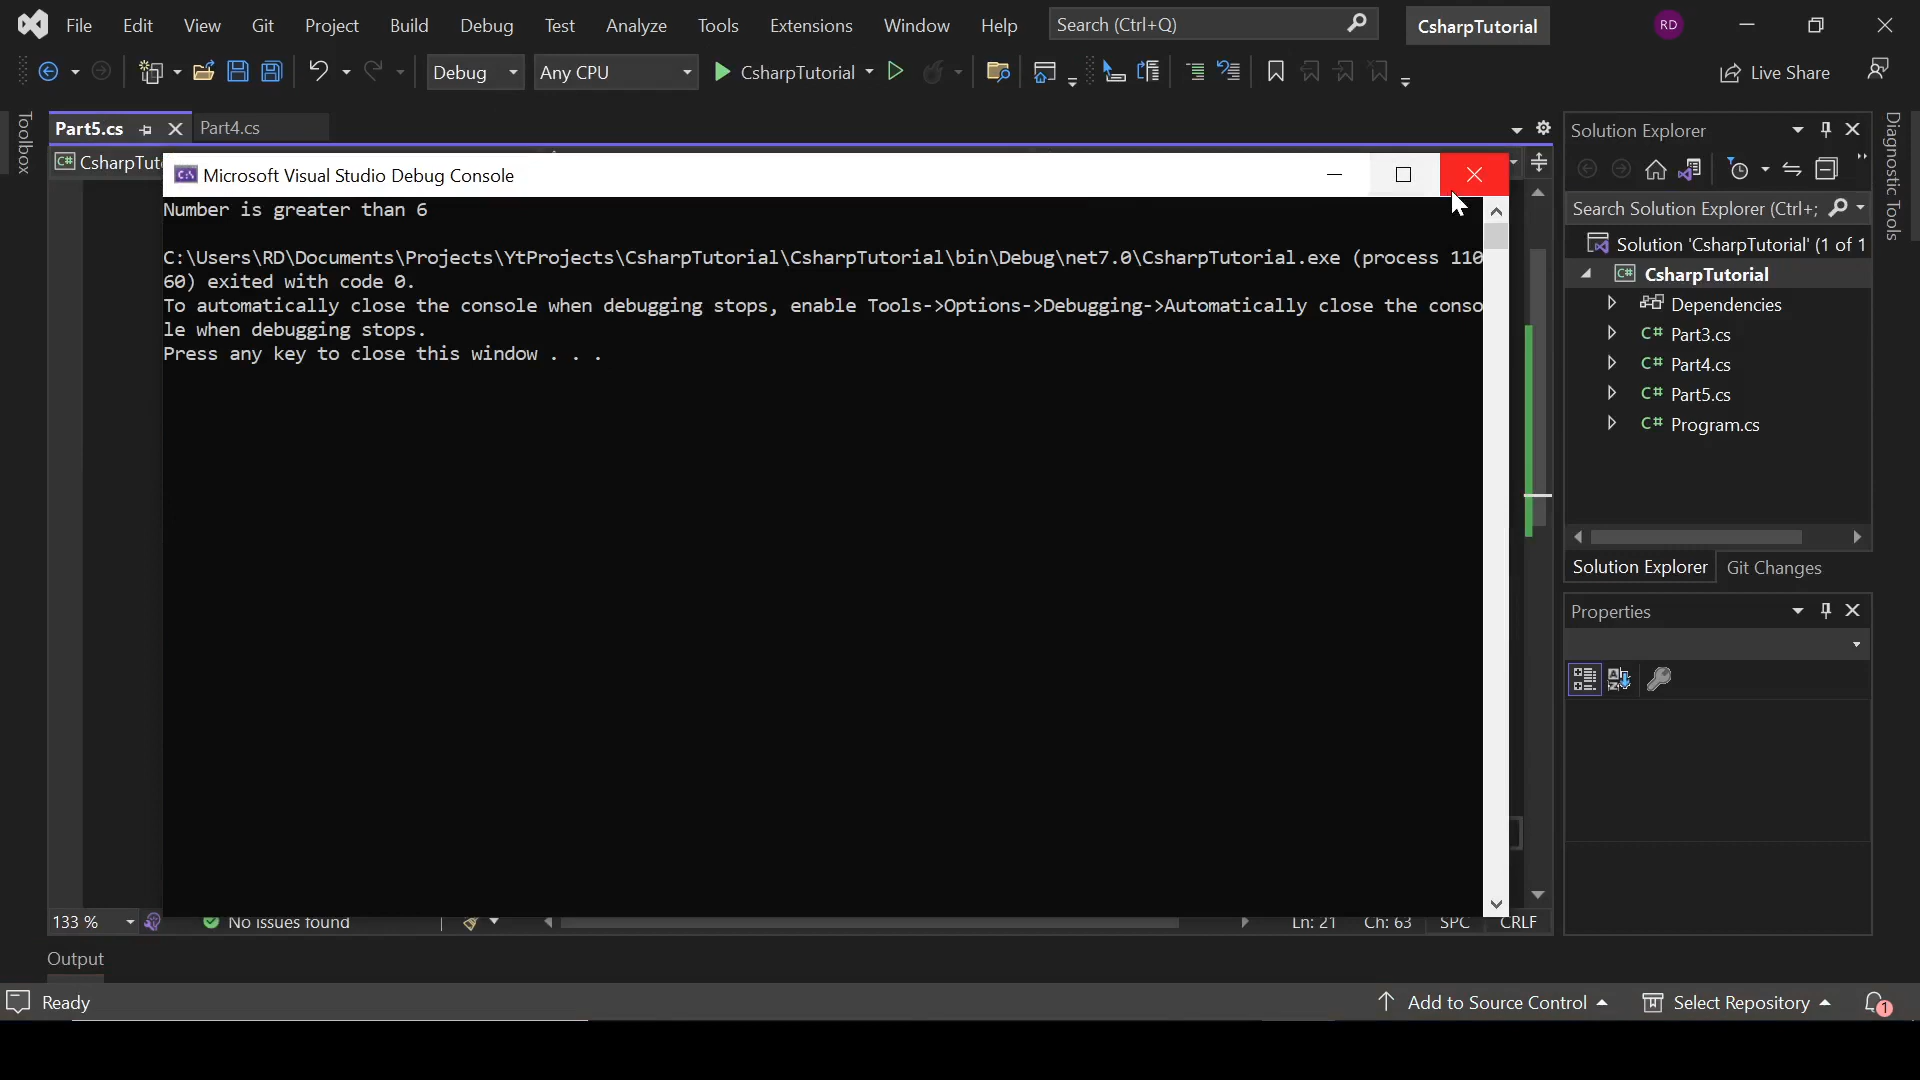 File Edit View Git Project Build Debug Test Analyze Tools Extensions Window Help Search (Ctrl+Q) CsharpTutorial RD
Debug Any CPU CsharpTutorial Live Share
Toolbox
Part5.cs Part4.cs
C# CsharpTut
Microsoft Visual Studio Debug Console
Number is greater than 6
C:\Users\RD\Documents\Projects\YtProjects\CsharpTutorial\CsharpTutorial\bin\Debug\net7.0\CsharpTutorial.exe (process 110
60) exited with code 0.
To automatically close the console when debugging stops, enable Tools->Options->Debugging->Automatically close the conso
le when debugging stops.
Press any key to close this window . . .
Solution Explorer
Search Solution Explorer (Ctrl+;
Solution 'CsharpTutorial' (1 of 1
C# CsharpTutorial
Dependencies
C# Part3.cs
C# Part4.cs
C# Part5.cs
C# Program.cs
Solution Explorer Git Changes
Properties
Diagnostic Tools
133 % No issues found Ln: 21 Ch: 63 SPC CRLF
Output
Ready Add to Source Control Select Repository 1